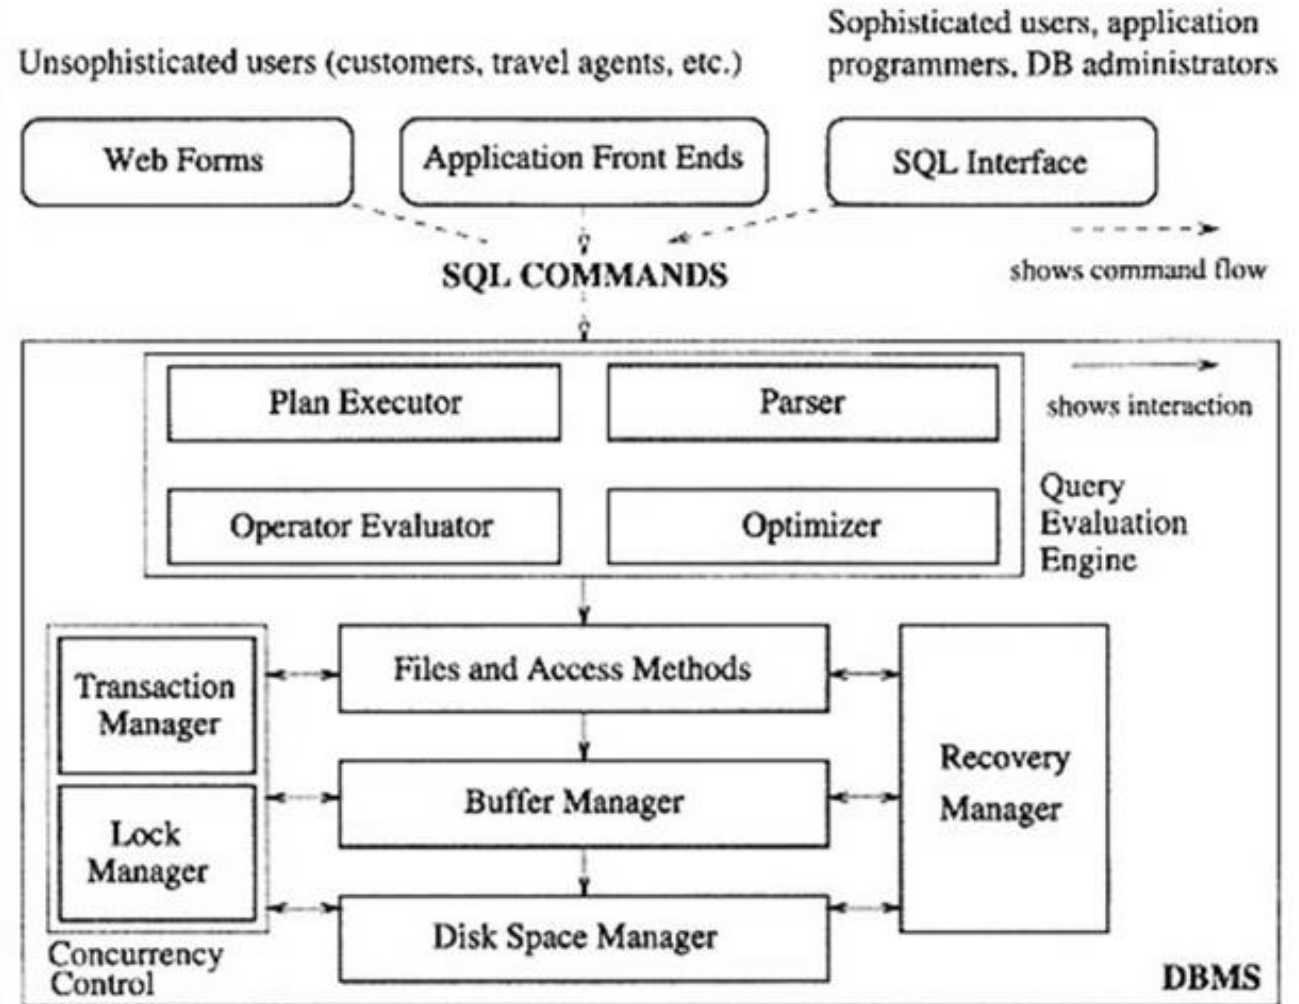 Unsophisticated users (customers, travel agents, etc.)
Sophisticated users, application
programmers, DB administrators
Web Forms
Application Front Ends
SQL Interface
SQL COMMANDS
shows command flow
Plan Executor
Parser
shows interaction
Operator Evaluator
Optimizer
Query
Evaluation
Engine
Transaction
Manager
Lock
Manager
Concurrency
Control
Files and Access Methods
Buffer Manager
Disk Space Manager
Recovery
Manager
DBMS